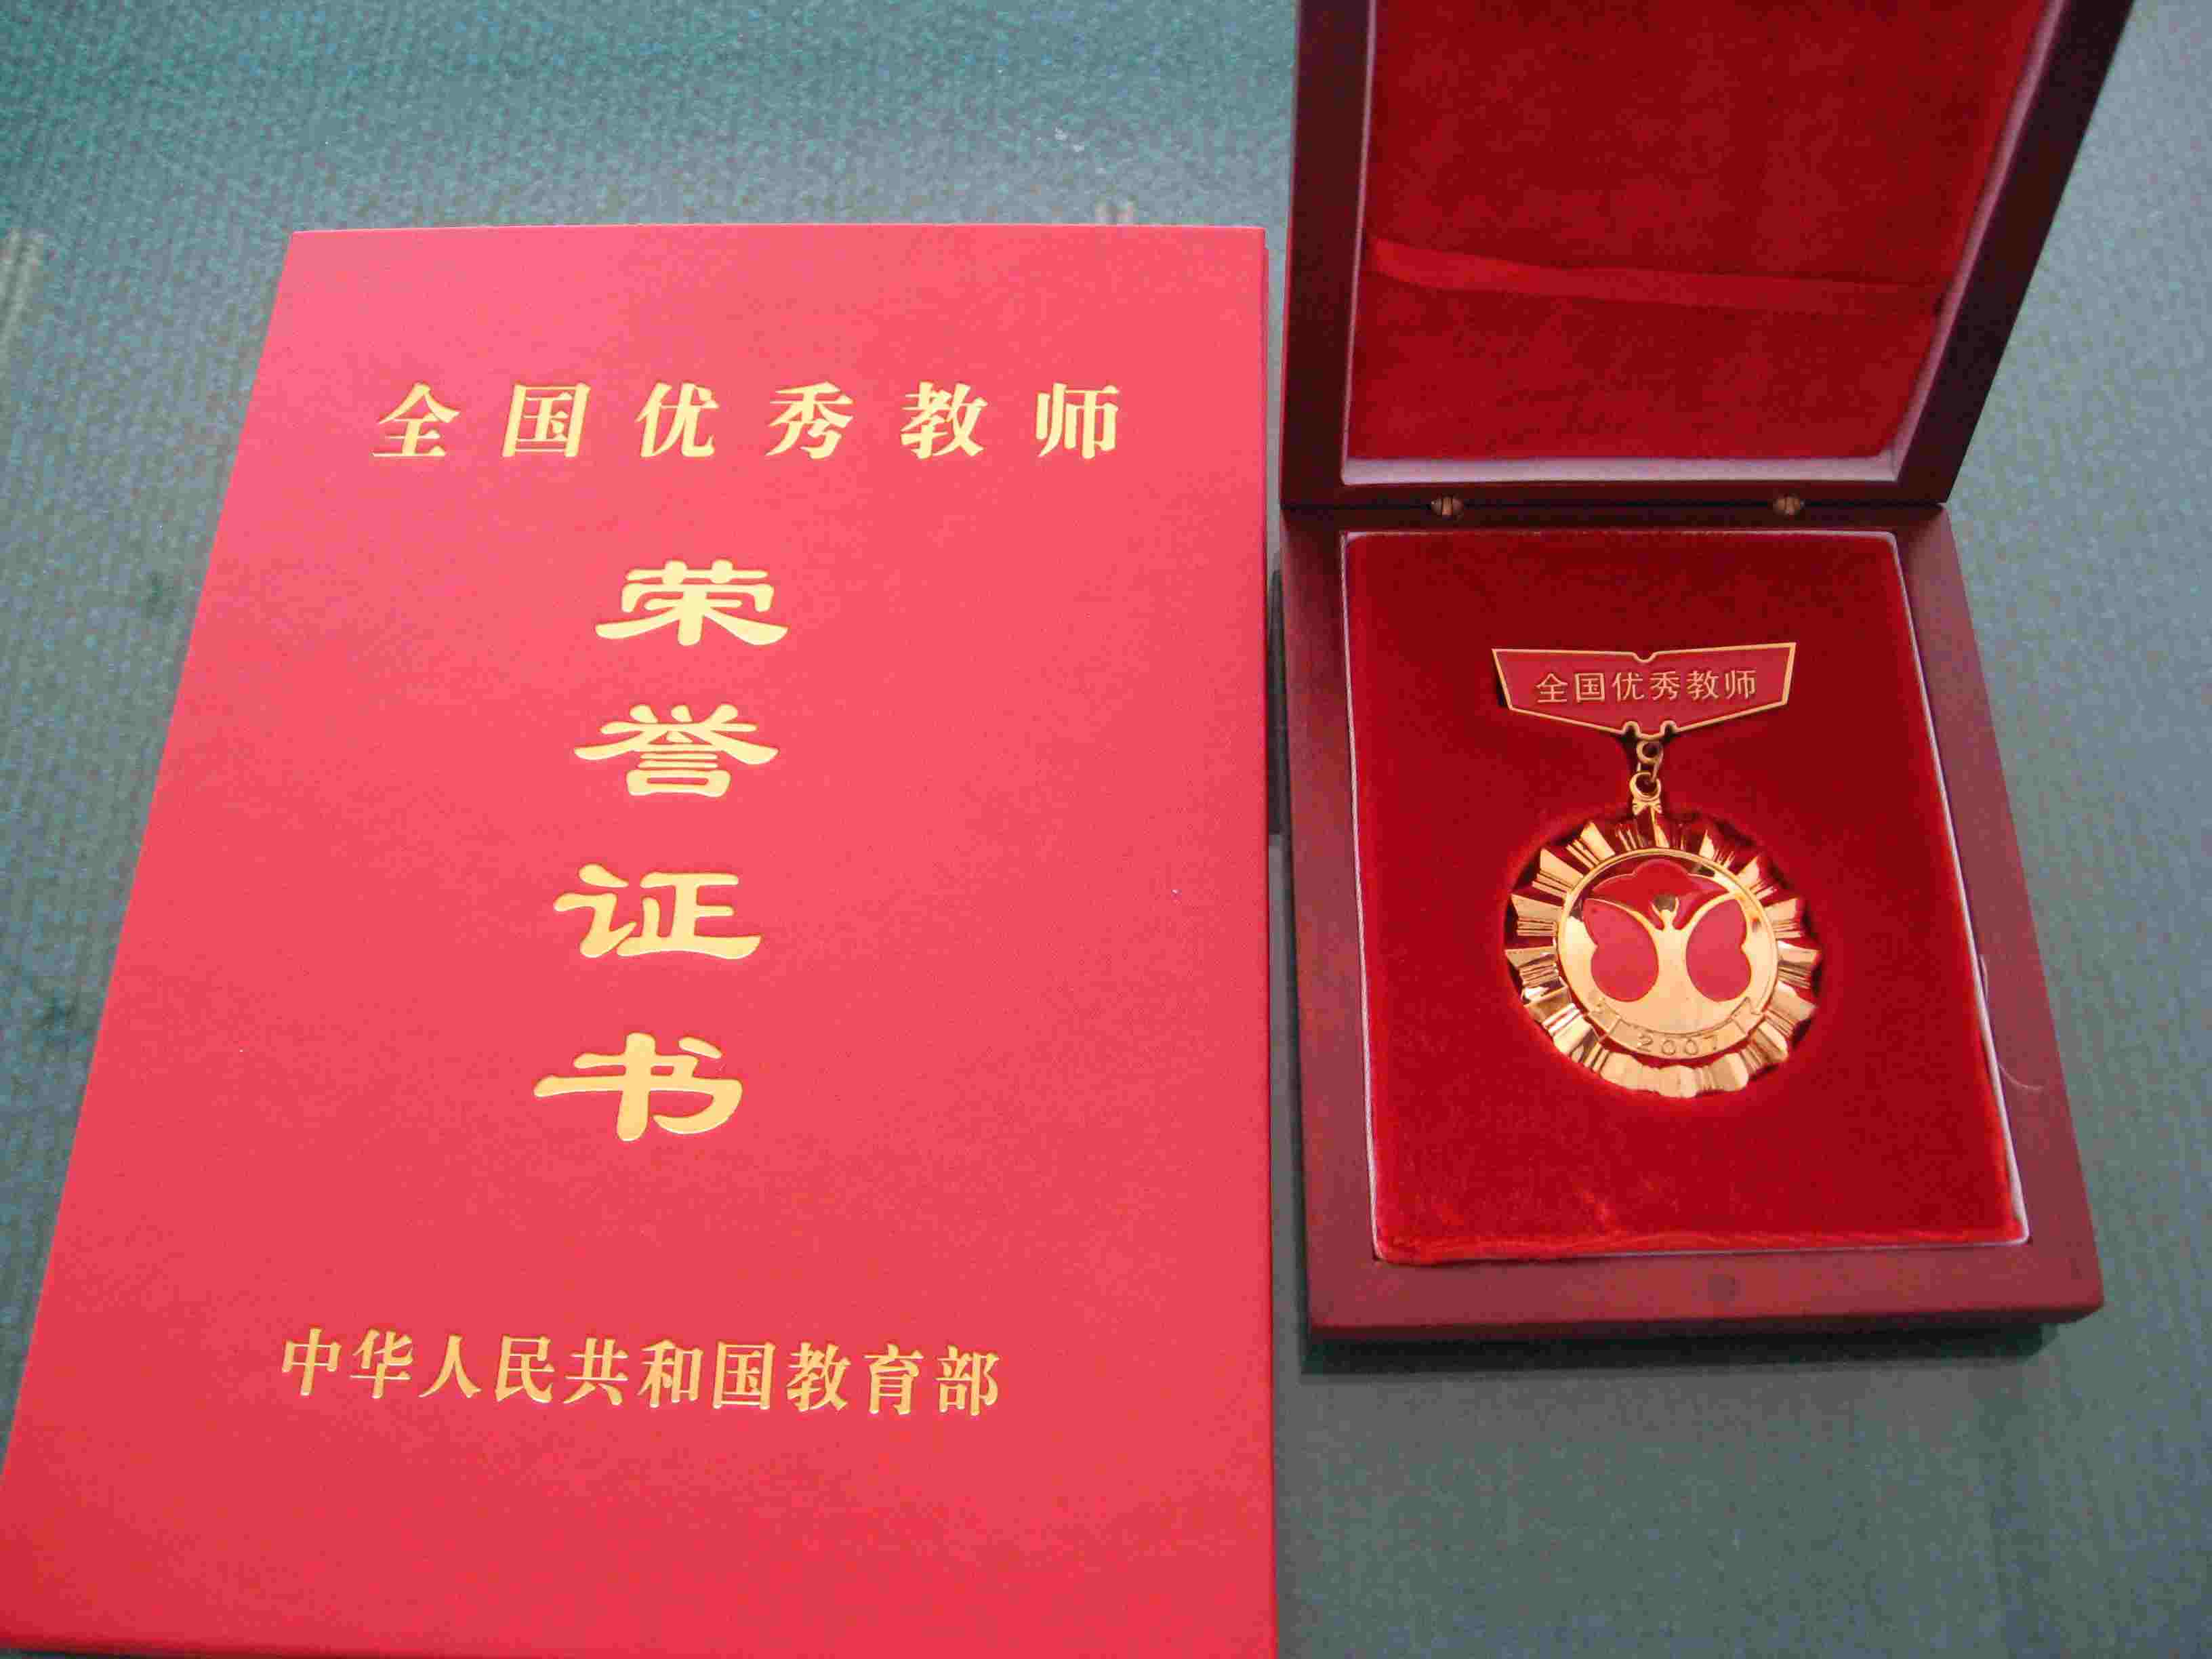 全国优秀教师
荣
誉
证
书
中华人民共和国教育部
全国优秀教师
2007